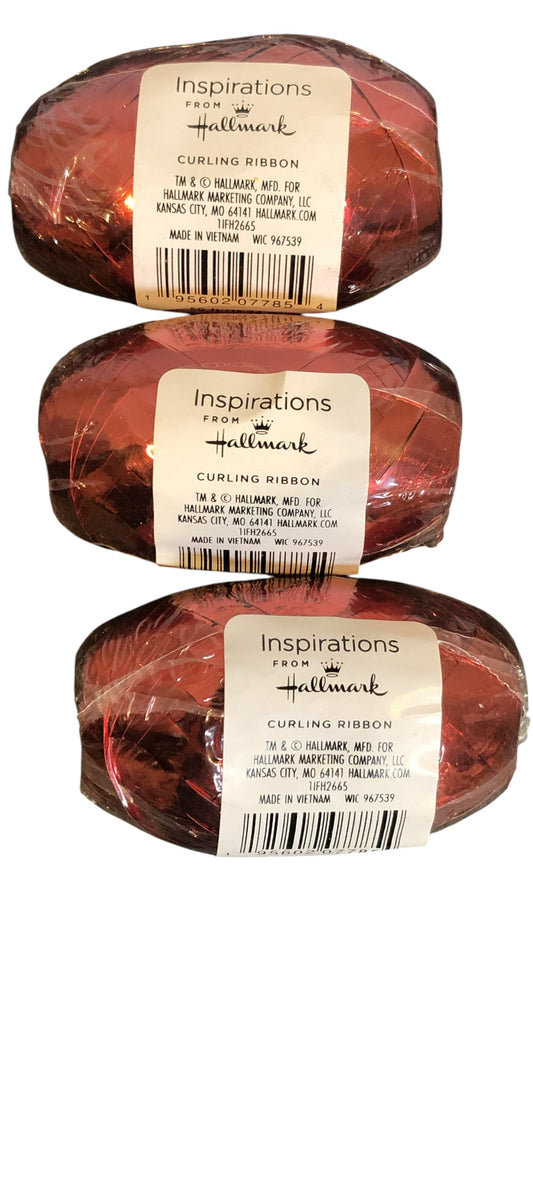 Inspirations
FROM
Hallmark
CURLING RIBBON
TM & © HALLMARK, MFD. FOR
HALLMARK MARKETING COMPANY, LLC
KANSAS CITY, MO 64141 HALLMARK.COM
1IFH2665
MADE IN VIETNAM WIC 967539
1 95602 07785 4
Inspirations
FROM
Hallmark
CURLING RIBBON
TM & © HALLMARK, MFD. FOR
HALLMARK MARKETING COMPANY, LLC
KANSAS CITY, MO 64141 HALLMARK.COM
1IFH2665
MADE IN VIETNAM WIC 967539
Inspirations
FROM
Hallmark
CURLING RIBBON
TM & © HALLMARK, MFD. FOR
HALLMARK MARKETING COMPANY, LLC
KANSAS CITY, MO 64141 HALLMARK.COM
1IFH2665
MADE IN VIETNAM WIC 967539
1 95602 07785